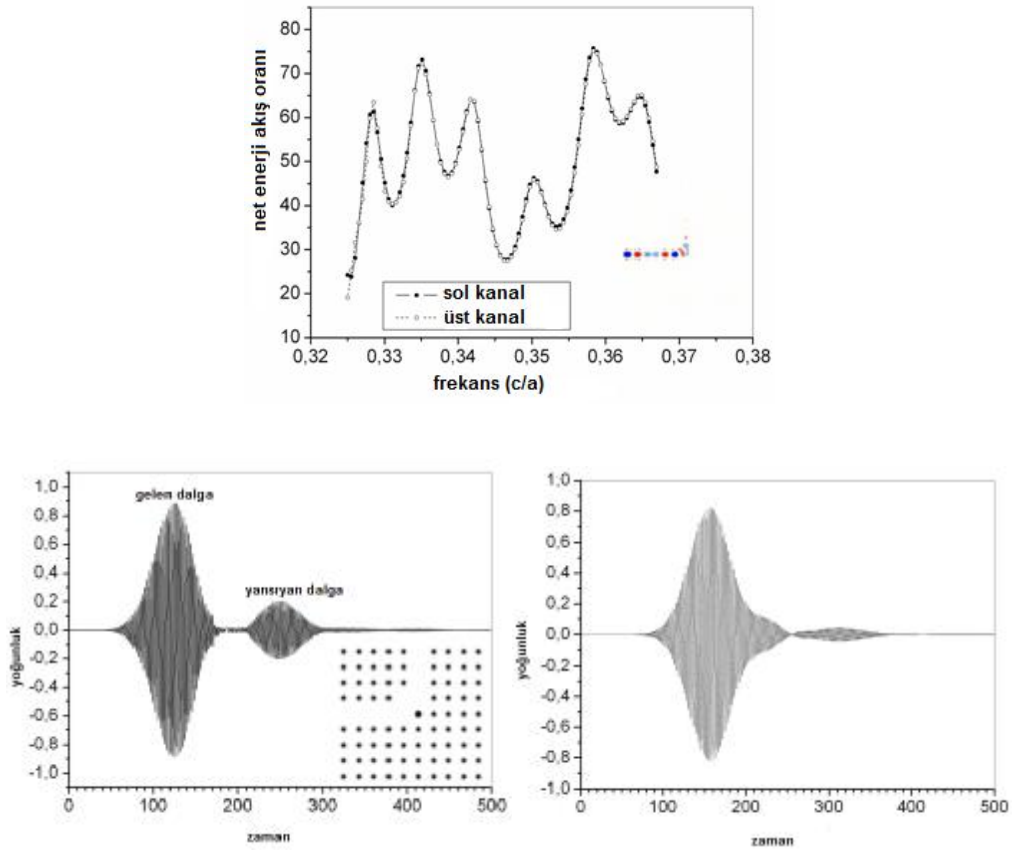 net enerji akış oranı
80
70
60
50
40
30
20
10
sol kanal
üst kanal
0,32 0,33 0,34 0,35 0,36 0,37 0,38
frekans (c/a)
yoğunluk
1,0
0,8
0,6
0,4
0,2
0,0
-0,2
-0,4
-0,6
-0,8
-1,0
gelen dalga
yansıyan dalga
0 100 200 300 400 500
zaman
yoğunluk
1,0
0,8
0,6
0,4
0,2
0,0
-0,2
-0,4
-0,6
-0,8
-1,0
0 100 200 300 400 500
zaman